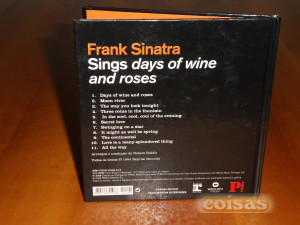 Frank Sinatra
Sings days of wine
and roses
1. Days of wine and roses
2. Moon river
3. The way you look tonight
4. Three coins in the fountain
5. In the cool, cool, cool of the evening
6. Secret love
7. Swinging on a star
8. It might as well be spring
9. The continental
10. Love is a many-splendored thing
11. All the way
Pi
coisas